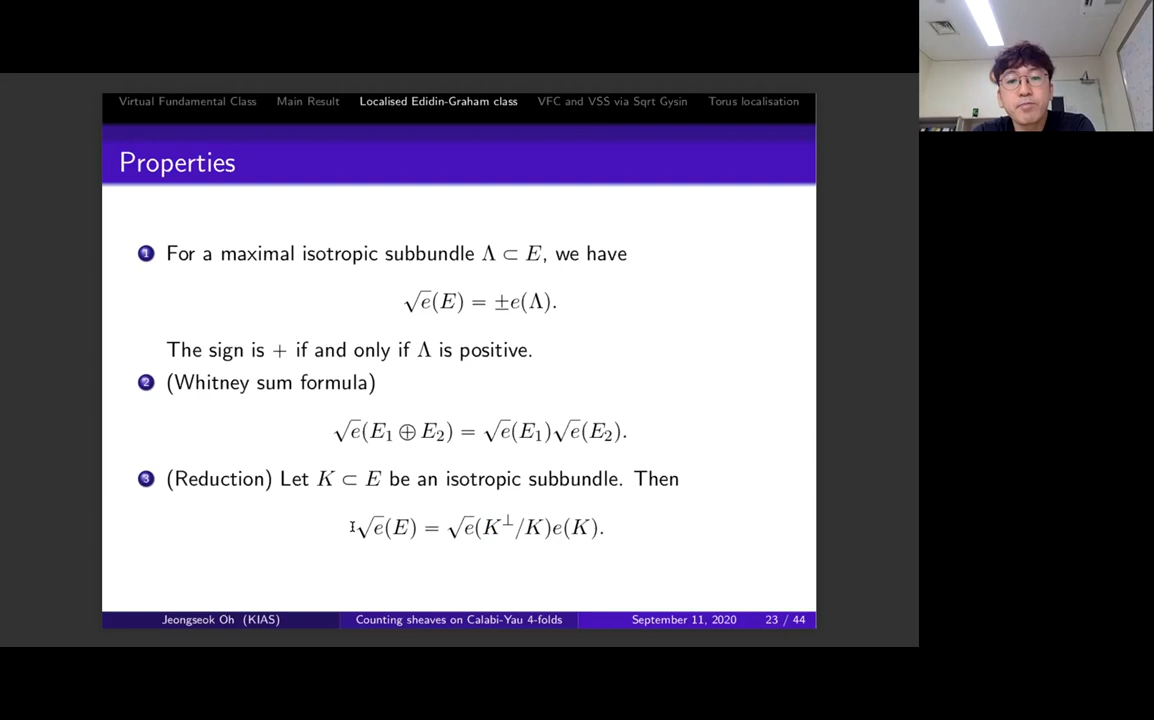 Virtual Fundamental Class Main Result Localised Edidin-Graham class VFC and VSS via Sqrt Gysin Torus localisation
Properties
1 For a maximal isotropic subbundle Λ ⊂ E, we have
√e(E) = ±e(Λ).
The sign is + if and only if Λ is positive.
2 (Whitney sum formula)
√e(E₁ ⊕ E₂) = √e(E₁)√e(E₂).
3 (Reduction) Let K ⊂ E be an isotropic subbundle. Then
√e(E) = √e(K⊥/K)e(K).
Jeongseok Oh (KIAS) Counting sheaves on Calabi-Yau 4-folds September 11, 2020 23 / 44